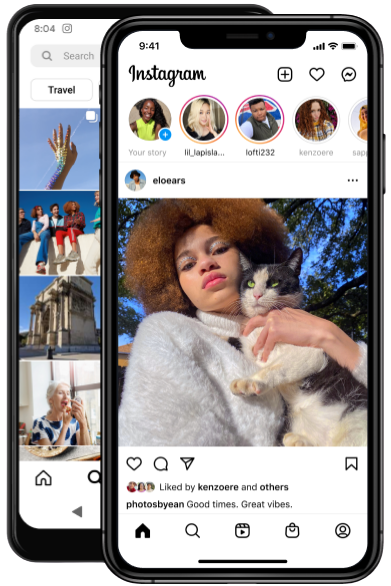 8:04
Search
Travel
9:41
Instagram
Your story
lil_lapisla...
lofti232
kenzoere
sapp
eloears
Liked by kenzoere and others
photosbyean Good times. Great vibes.